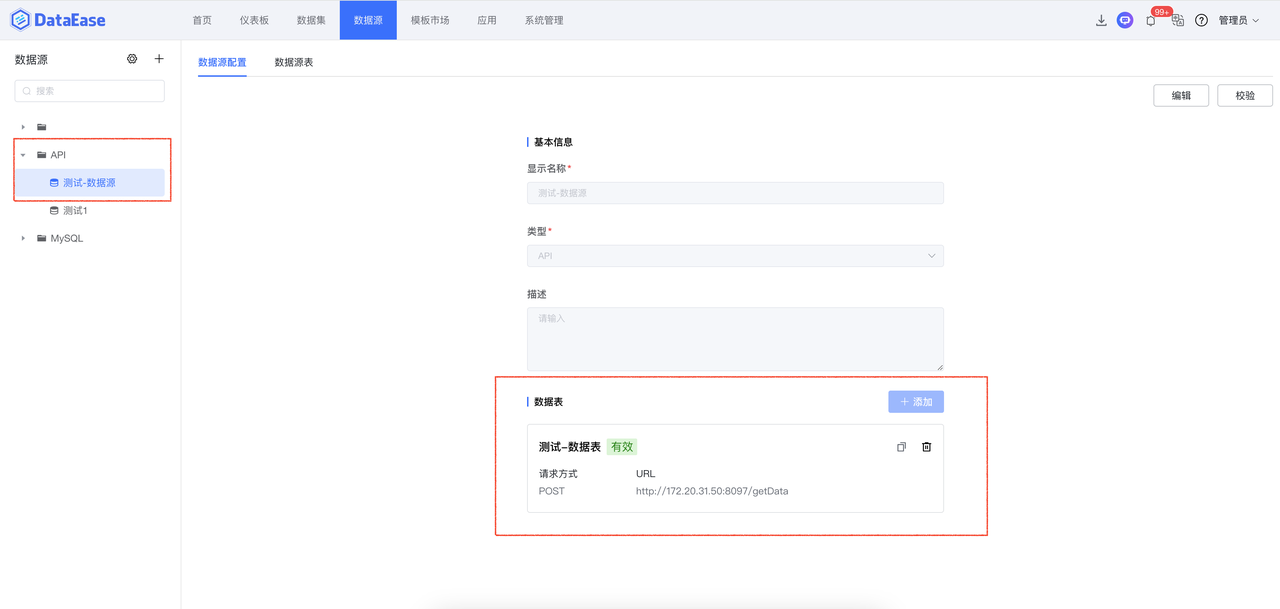 DataEase
首页 仪表板 数据集 数据源 模板市场 应用 系统管理 99+ 管理员
数据源
搜索
API
测试-数据源
测试1
MySQL
数据源配置 数据源表
编辑 校验
基本信息
显示名称*
测试-数据源
类型*
API
描述
请输入
数据表 + 添加
测试-数据表 有效
请求方式 URL
POST http://172.20.31.50:8097/getData